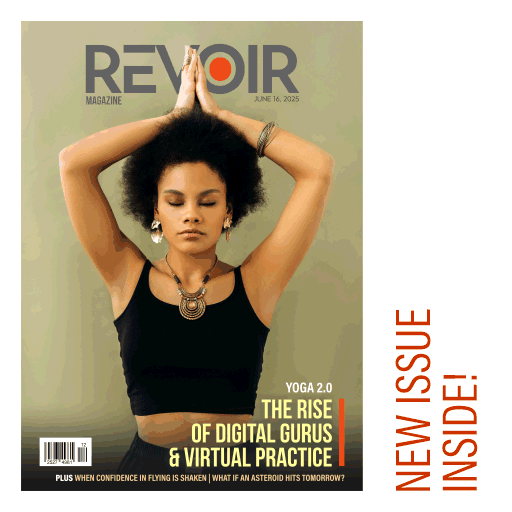 REVOIR
MAGAZINE
JUNE 16, 2025
YOGA 2.0
THE RISE
OF DIGITAL GURUS
& VIRTUAL PRACTICE
PLUS WHEN CONFIDENCE IN FLYING IS SHAKEN | WHAT IF AN ASTEROID HITS TOMORROW?
NEW ISSUE
INSIDE!